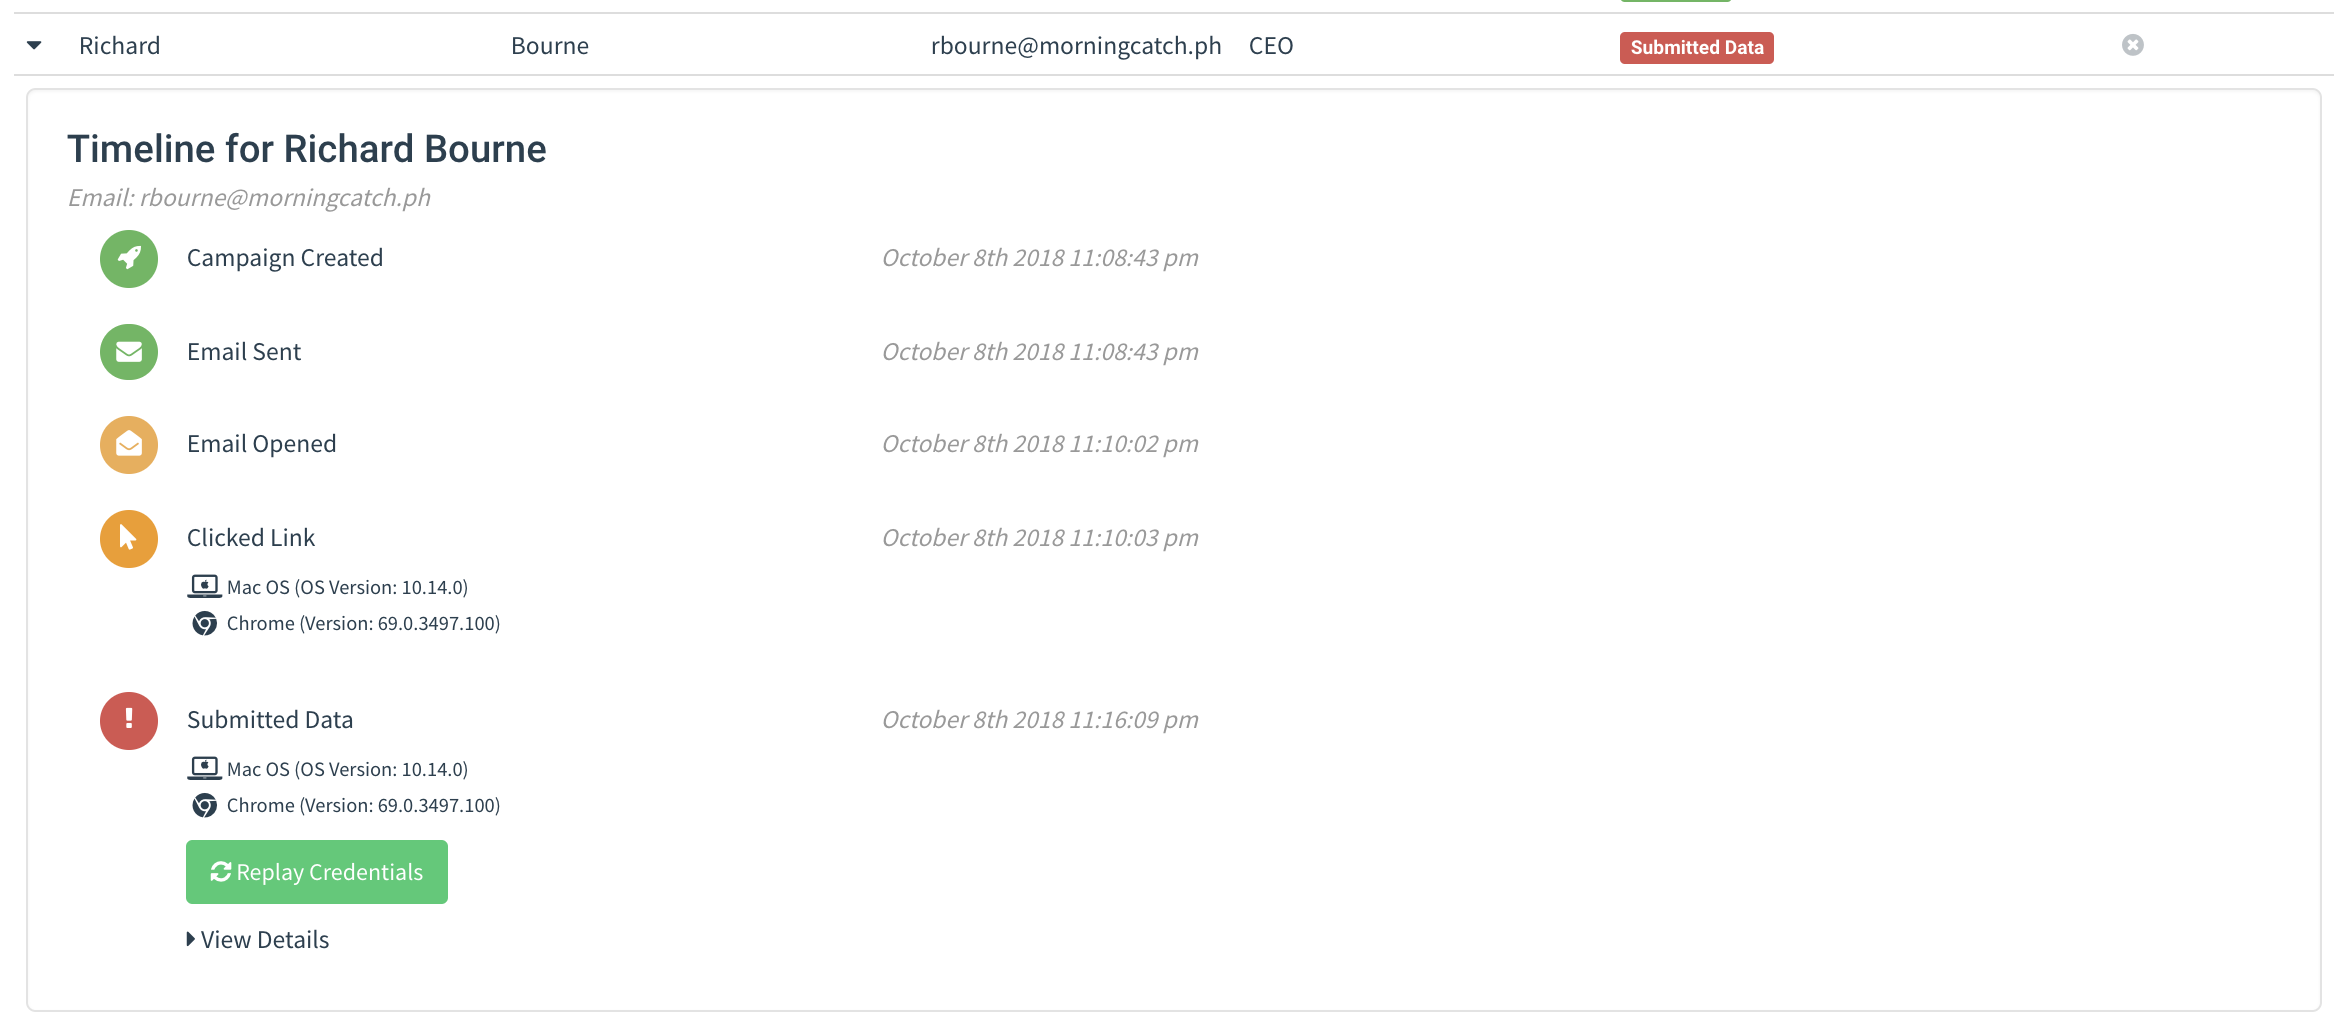 Richard Bourne rbourne@morningcatch.ph CEO Submitted Data
Timeline for Richard Bourne
Email: rbourne@morningcatch.ph
Campaign Created October 8th 2018 11:08:43 pm
Email Sent October 8th 2018 11:08:43 pm
Email Opened October 8th 2018 11:10:02 pm
Clicked Link October 8th 2018 11:10:03 pm
Mac OS (OS Version: 10.14.0)
Chrome (Version: 69.0.3497.100)
Submitted Data October 8th 2018 11:16:09 pm
Mac OS (OS Version: 10.14.0)
Chrome (Version: 69.0.3497.100)
Replay Credentials
View Details